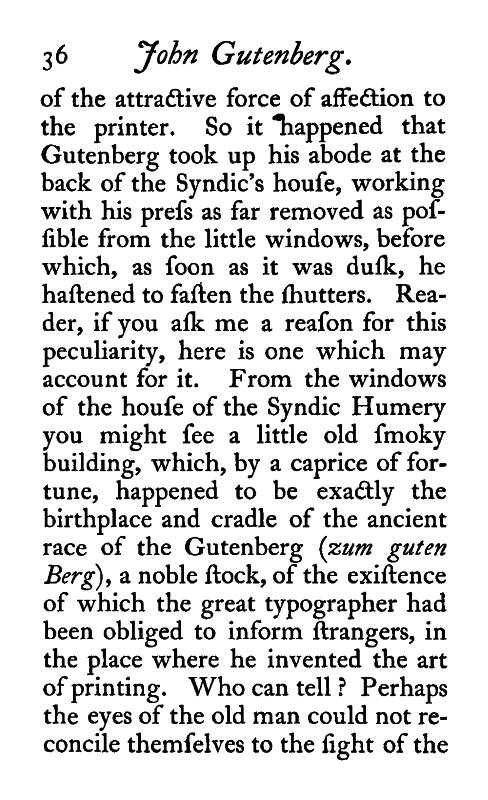 36 John Gutenberg.
of the attractive force of affection to
the printer. So it happened that
Gutenberg took up his abode at the
back of the Syndic's houſe, working
with his preſs as far removed as poſ-
ſible from the little windows, before
which, as ſoon as it was duſk, he
haſtened to faſten the ſhutters. Rea-
der, if you aſk me a reaſon for this
peculiarity, here is one which may
account for it. From the windows
of the houſe of the Syndic Humery
you might ſee a little old ſmoky
building, which, by a caprice of for-
tune, happened to be exactly the
birthplace and cradle of the ancient
race of the Gutenberg (zum guten
Berg), a noble ſtock, of the exiſtence
of which the great typographer had
been obliged to inform ſtrangers, in
the place where he invented the art
of printing. Who can tell? Perhaps
the eyes of the old man could not re-
concile themſelves to the ſight of the